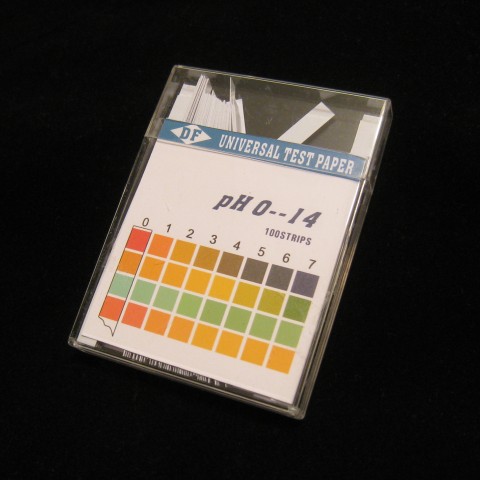 DF UNIVERSAL TEST PAPER
pH 0--14
100STRIPS
0 1 2 3 4 5 6 7